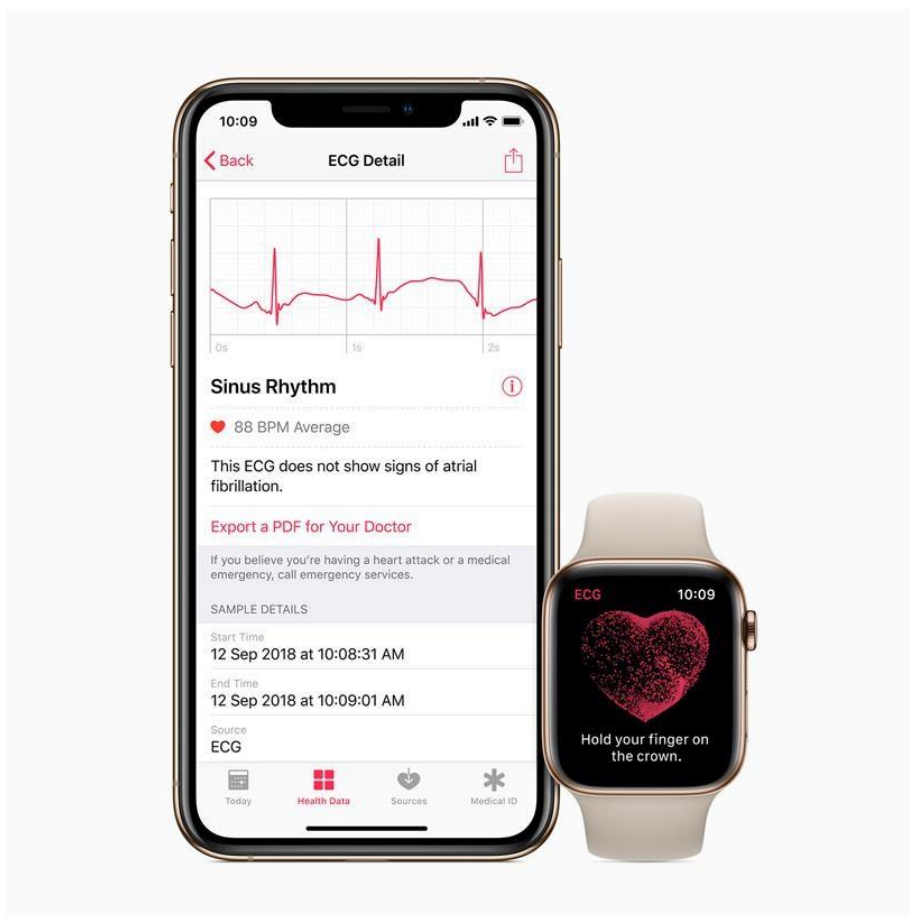 10:09
Back
ECG Detail
0s
1s
2s
Sinus Rhythm
88 BPM Average
This ECG does not show signs of atrial
fibrillation.
Export a PDF for Your Doctor
If you believe you're having a heart attack or a medical
emergency, call emergency services.
SAMPLE DETAILS
Start Time
12 Sep 2018 at 10:08:31 AM
End Time
12 Sep 2018 at 10:09:01 AM
Source
ECG
Today
Health Data
Sources
Medical ID
ECG
10:09
Hold your finger on
the crown.